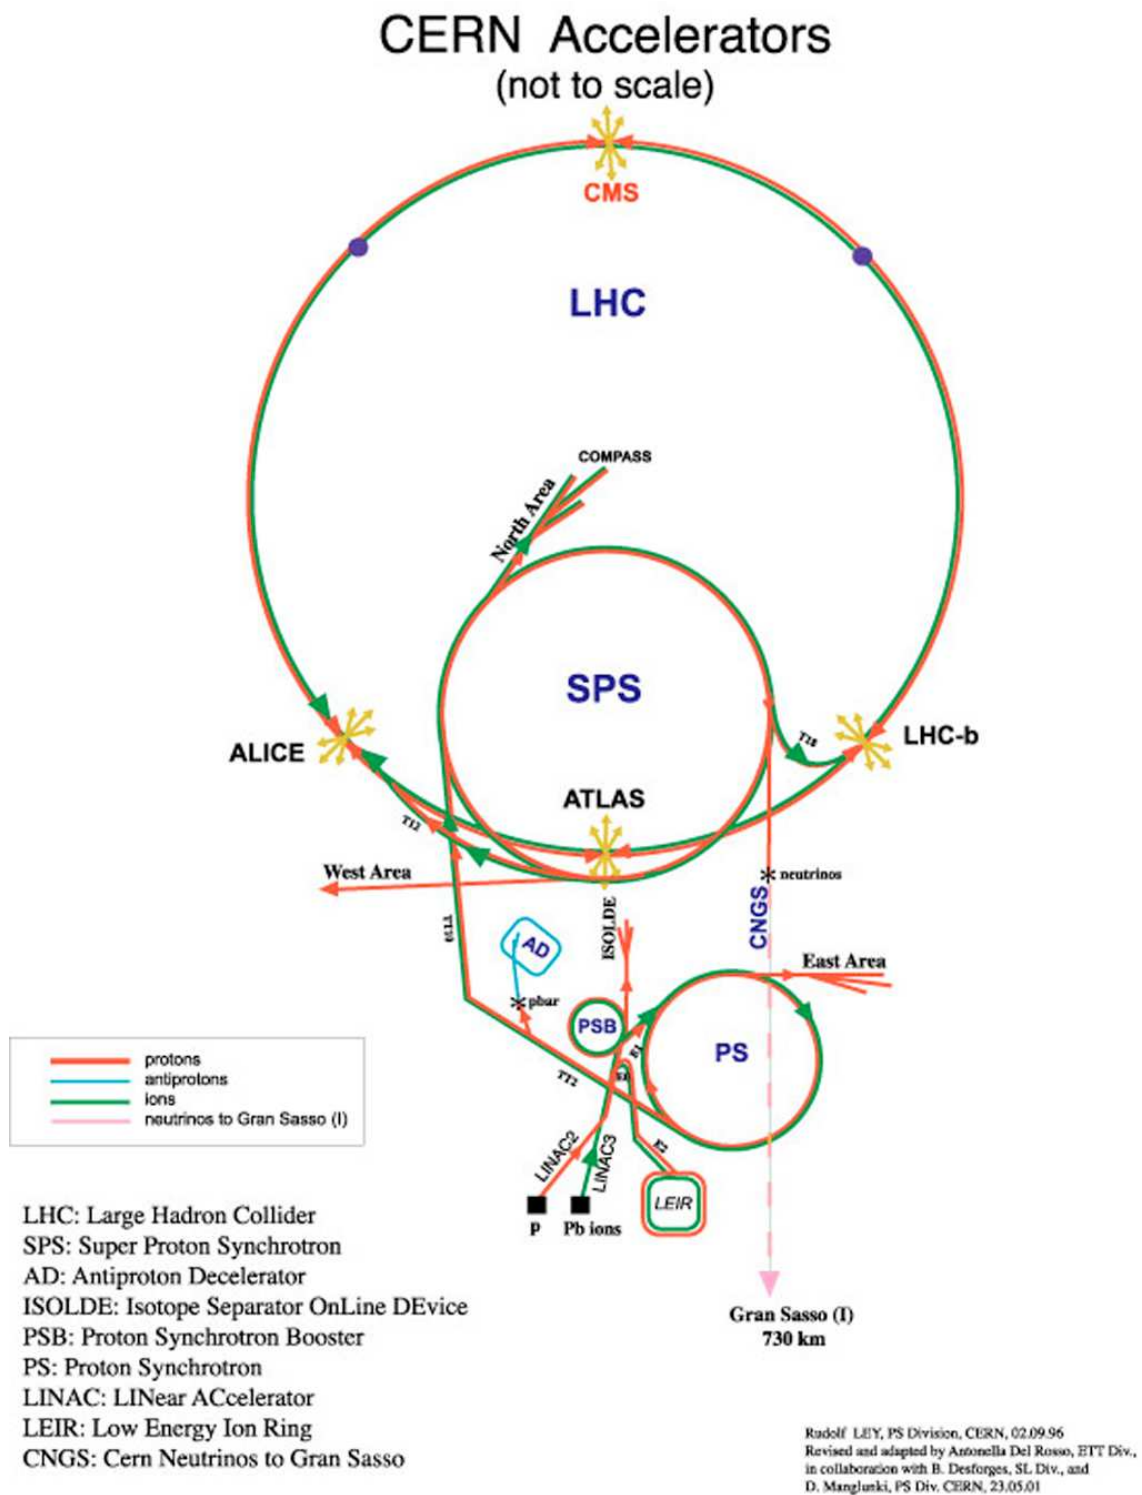 CERN Accelerators
(not to scale)
CMS
LHC
COMPASS
North Area
SPS
TI8
LHC-b
ALICE
ATLAS
TI2
West Area
neutrinos
CNGS
ISOLDE
TT10
AD
East Area
pbar
PSB
PS
E1
protons
antiprotons
ions
neutrinos to Gran Sasso (I)
TT2
E0
LINAC2
LINAC3
E2
LEIR
P
Pb ions
LHC: Large Hadron Collider
SPS: Super Proton Synchrotron
AD: Antiproton Decelerator
ISOLDE: Isotope Separator OnLine DEvice
PSB: Proton Synchrotron Booster
PS: Proton Synchrotron
LINAC: LINear ACcelerator
LEIR: Low Energy Ion Ring
CNGS: Cern Neutrinos to Gran Sasso
Gran Sasso (I)
730 km
Rudolf LEY, PS Division, CERN, 02.09.96
Revised and adapted by Antonella Del Rosso, ETT Div.,
in collaboration with B. Desforges, SL Div., and
D. Manglunki, PS Div. CERN, 23.05.01